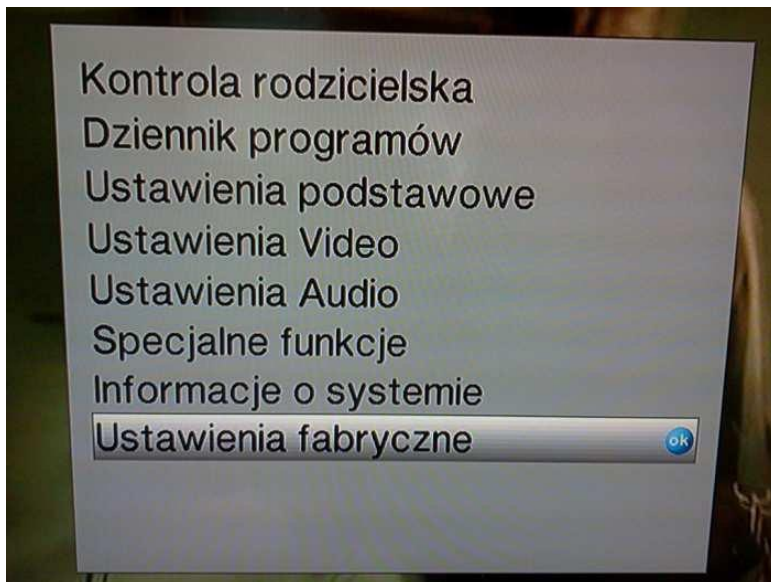 Kontrola rodzicielska
Dziennik programów
Ustawienia podstawowe
Ustawienia Video
Ustawienia Audio
Specjalne funkcje
Informacje o systemie
Ustawienia fabryczne ok